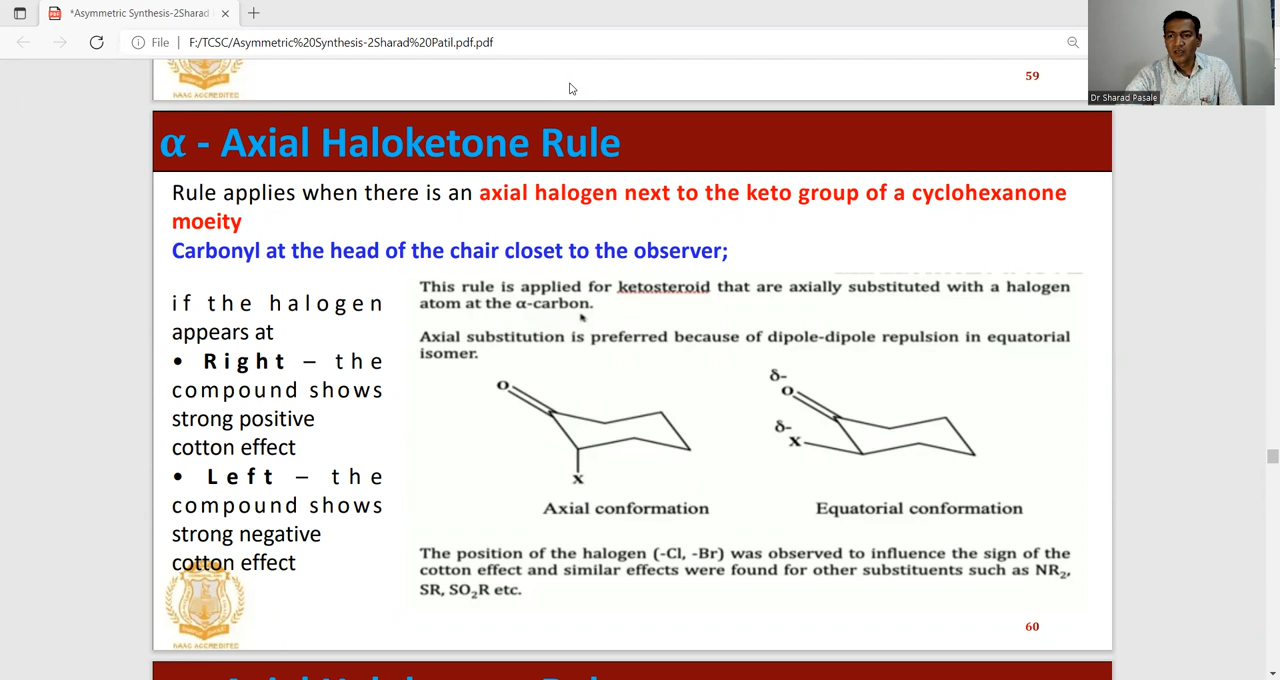 *Asymmetric Synthesis-2Sharad
File | F:/TCSC/Asymmetric%20Synthesis-2Sharad%20Patil.pdf.pdf
Dr Sharad Pasale
NAAC ACCREDITED
59
α - Axial Haloketone Rule
Rule applies when there is an axial halogen next to the keto group of a cyclohexanone
moeity
Carbonyl at the head of the chair closet to the observer;
if the halogen
appears at
• Right – the
compound shows
strong positive
cotton effect
• Left – the
compound shows
strong negative
cotton effect
This rule is applied for ketosteroid that are axially substituted with a halogen
atom at the α-carbon.
Axial substitution is preferred because of dipole-dipole repulsion in equatorial
isomer.
O
X
Axial conformation
δ-
O
δ-
X
Equatorial conformation
The position of the halogen (-Cl, -Br) was observed to influence the sign of the
cotton effect and similar effects were found for other substituents such as NR₂,
SR, SO₂R etc.
NAAC ACCREDITED
60